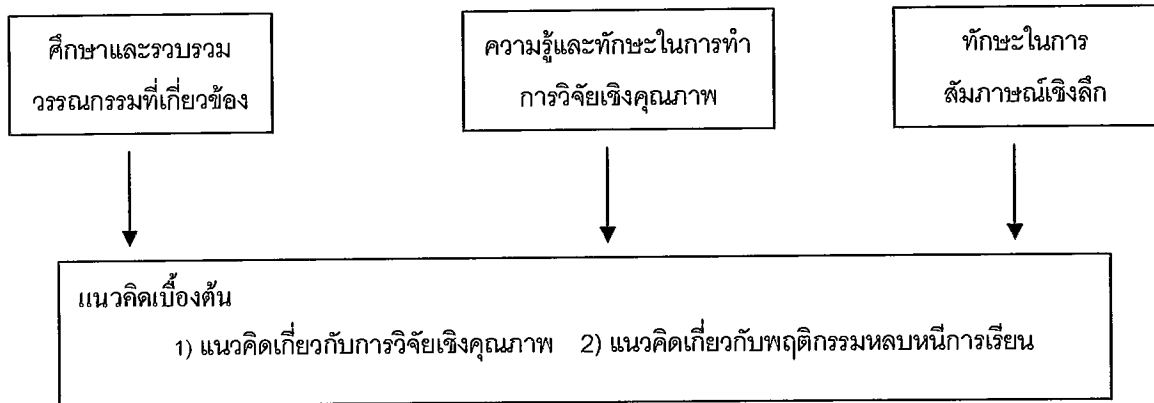 ศึกษาและรวบรวม
วรรณกรรมที่เกี่ยวข้อง
ความรู้และทักษะในการทำ
การวิจัยเชิงคุณภาพ
ทักษะในการ
สัมภาษณ์เชิงลึก
แนวคิดเบื้องต้น
1) แนวคิดเกี่ยวกับการวิจัยเชิงคุณภาพ 2) แนวคิดเกี่ยวกับพฤติกรรมหลบหนีการเรียน